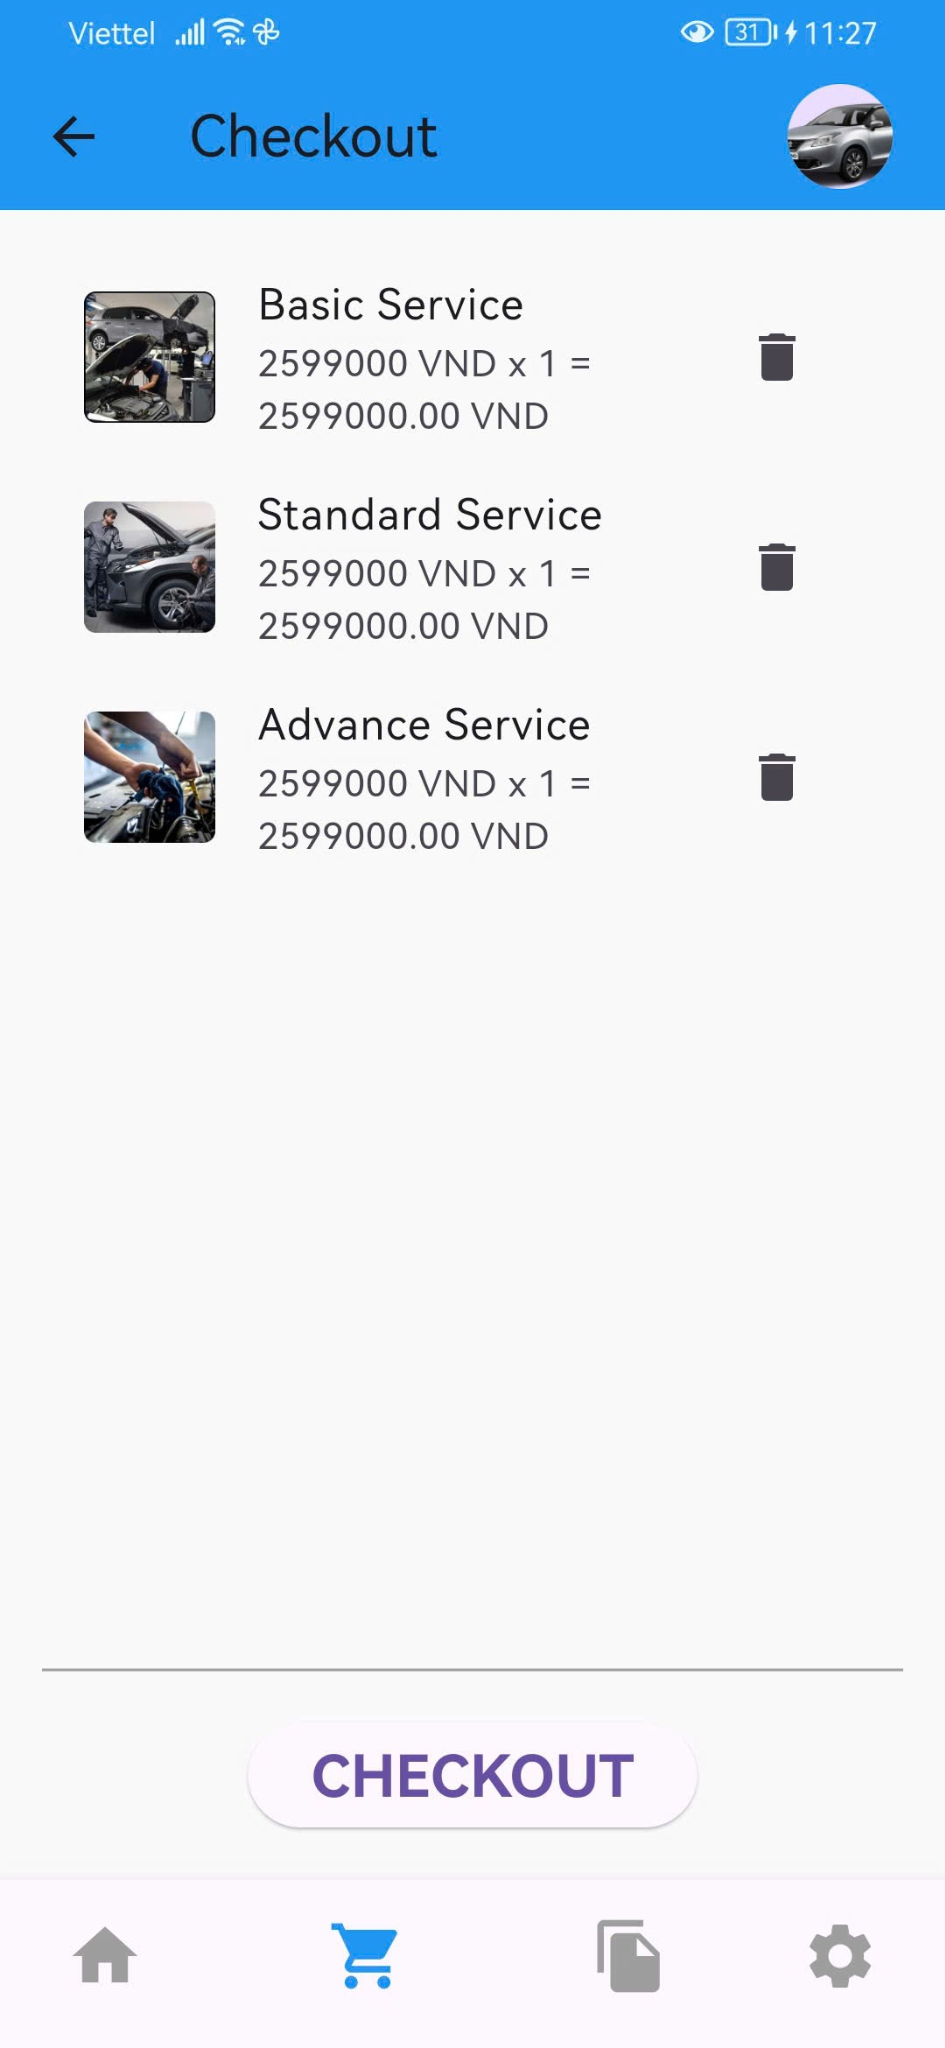 Viettel 31 11:27
Checkout
Basic Service
2599000 VND x 1 =
2599000.00 VND
Standard Service
2599000 VND x 1 =
2599000.00 VND
Advance Service
2599000 VND x 1 =
2599000.00 VND
CHECKOUT